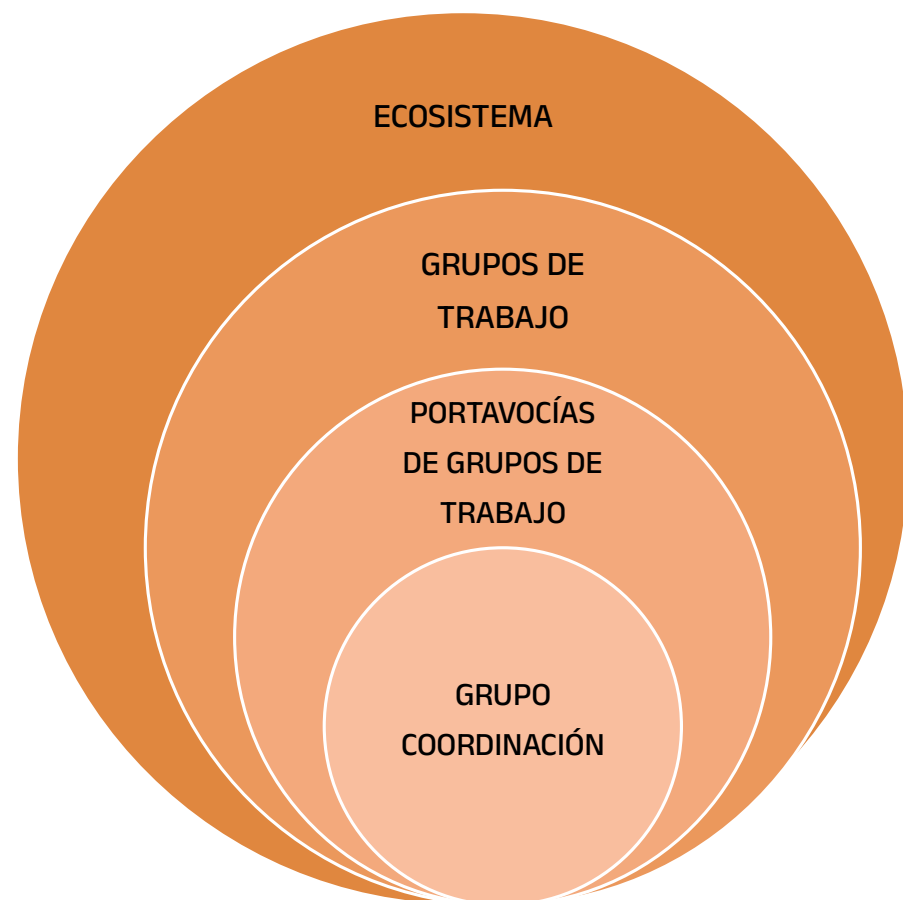 ECOSISTEMA
GRUPOS DE
TRABAJO
PORTAVOCÍAS
DE GRUPOS DE
TRABAJO
GRUPO
COORDINACIÓN